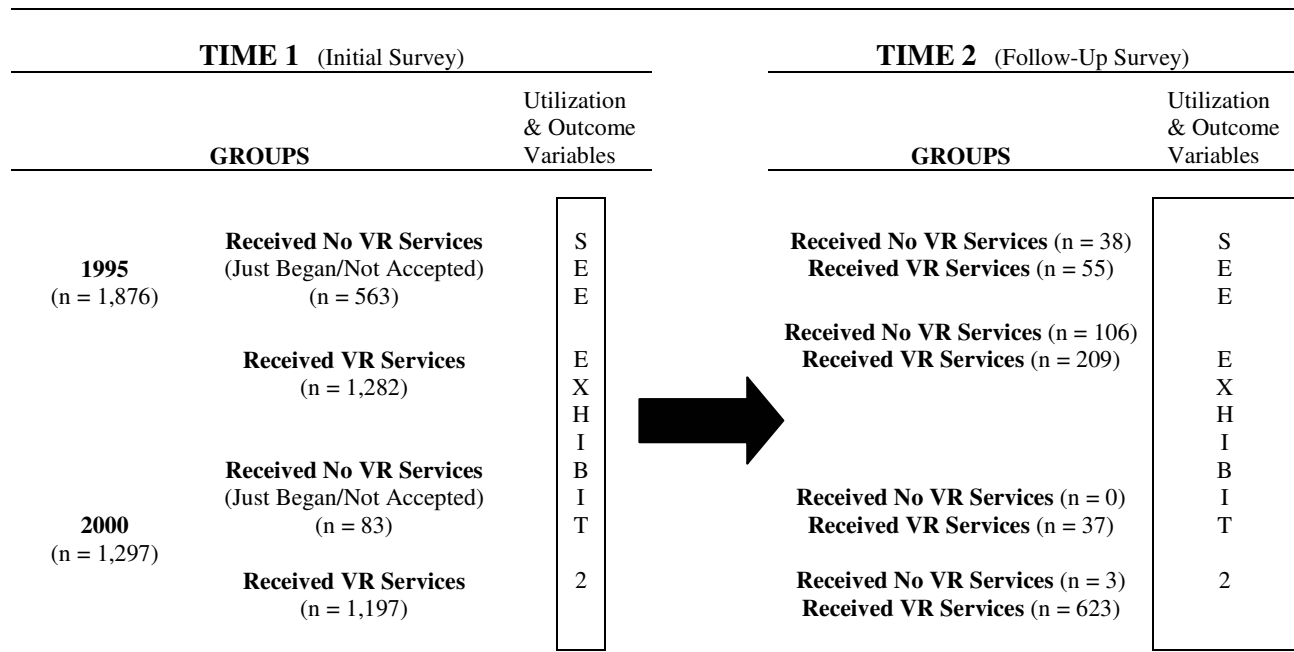 TIME 1 (Initial Survey)
TIME 2 (Follow-Up Survey)
GROUPS
Utilization
& Outcome
Variables
GROUPS
Utilization
& Outcome
Variables
1995
(n = 1,876)
Received No VR Services
(Just Began/Not Accepted)
(n = 563)
Received VR Services
(n = 1,282)
2000
(n = 1,297)
Received No VR Services
(Just Began/Not Accepted)
(n = 83)
Received VR Services
(n = 1,197)
S
E
E
E
X
H
I
B
I
T
2
Received No VR Services (n = 38)
Received VR Services (n = 55)
Received No VR Services (n = 106)
Received VR Services (n = 209)
Received No VR Services (n = 0)
Received VR Services (n = 37)
Received No VR Services (n = 3)
Received VR Services (n = 623)
S
E
E
E
X
H
I
B
I
T
2